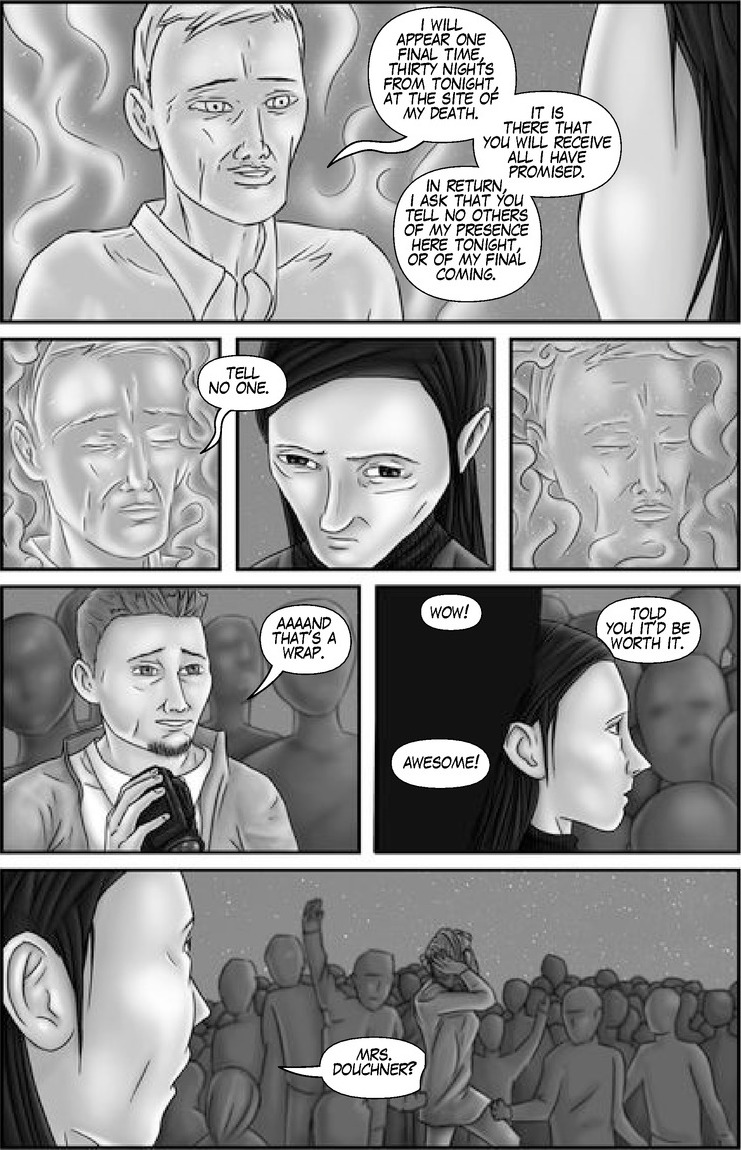 I WILL
APPEAR ONE
FINAL TIME,
THIRTY NIGHTS
FROM TONIGHT,
AT THE SITE OF
MY DEATH.
IT IS
THERE THAT
YOU WILL RECEIVE
ALL I HAVE
PROMISED.
IN RETURN,
I ASK THAT YOU
TELL NO OTHERS
OF MY PRESENCE
HERE TONIGHT,
OR OF MY FINAL
COMING.
TELL
NO ONE.
AAAAND
THAT'S A
WRAP.
WOW!
TOLD
YOU IT'D BE
WORTH IT.
AWESOME!
MRS.
DOUCHNER?